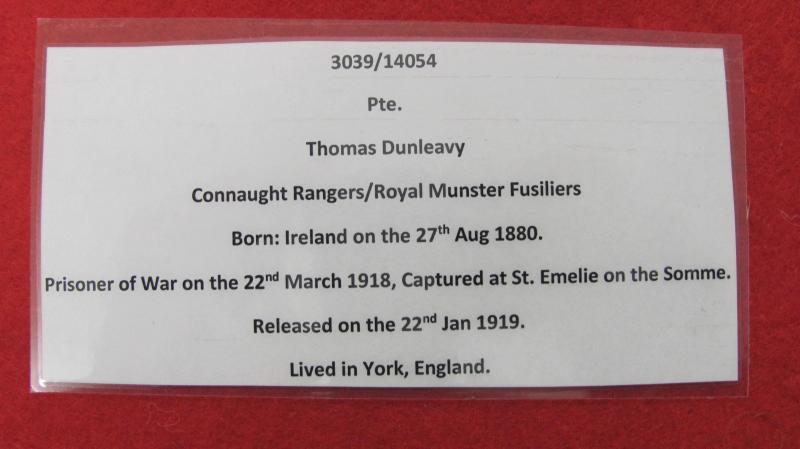 3039/14054
Pte.
Thomas Dunleavy
Connaught Rangers/Royal Munster Fusiliers
Born: Ireland on the 27th Aug 1880.
Prisoner of War on the 22nd March 1918, Captured at St. Emelie on the Somme.
Released on the 22nd Jan 1919.
Lived in York, England.